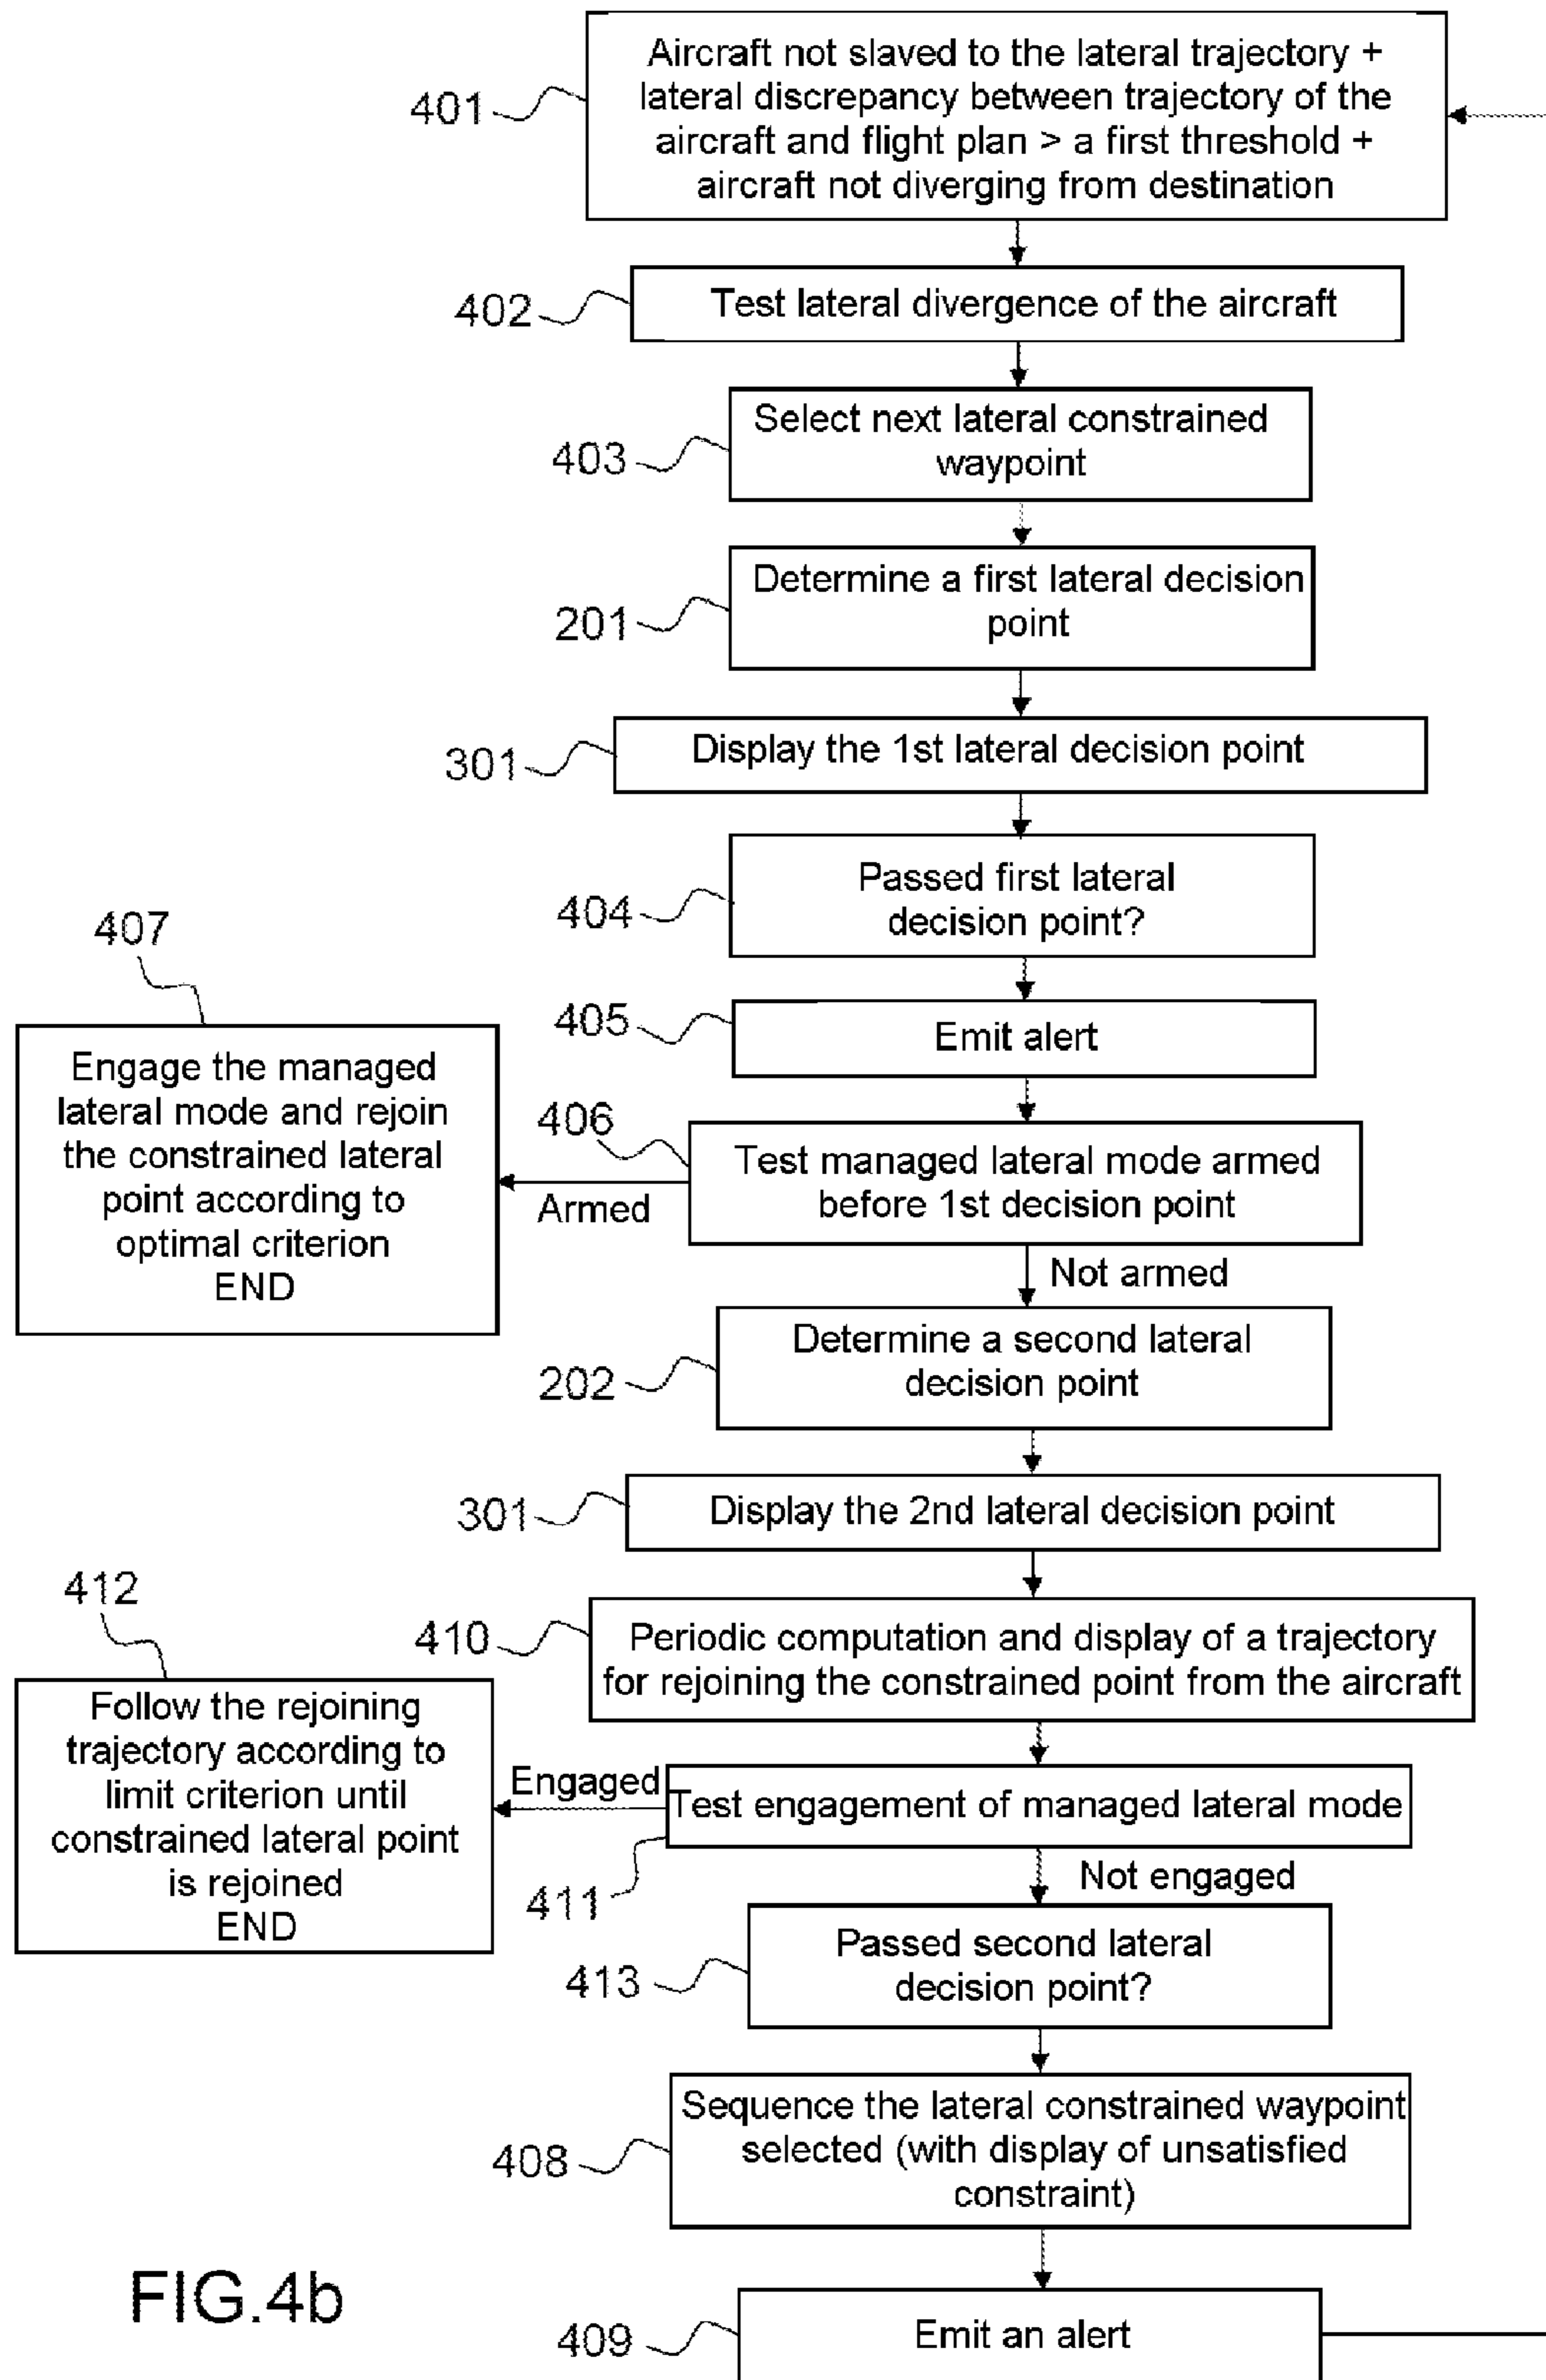 Aircraft not slaved to the lateral trajectory +
lateral discrepancy between trajectory of the
aircraft and flight plan > a first threshold +
aircraft not diverging from destination
401
Test lateral divergence of the aircraft
402
Select next lateral constrained
waypoint
403
Determine a first lateral decision
point
201
Display the 1st lateral decision point
301
Passed first lateral
decision point?
404
407
Emit alert
405
Engage the managed
lateral mode and rejoin
the constrained lateral
point according to
optimal criterion
END
406
Test managed lateral mode armed
before 1st decision point
Armed
Not armed
Determine a second lateral
decision point
202
Display the 2nd lateral decision point
301
412
410
Periodic computation and display of a trajectory
for rejoining the constrained point from the aircraft
Follow the rejoining
trajectory according to
limit criterion until
constrained lateral point
is rejoined
END
Engaged
Test engagement of managed lateral mode
411
Not engaged
Passed second lateral
decision point?
413
Sequence the lateral constrained waypoint
selected (with display of unsatisfied
constraint)
408
FIG.4b
Emit an alert
409